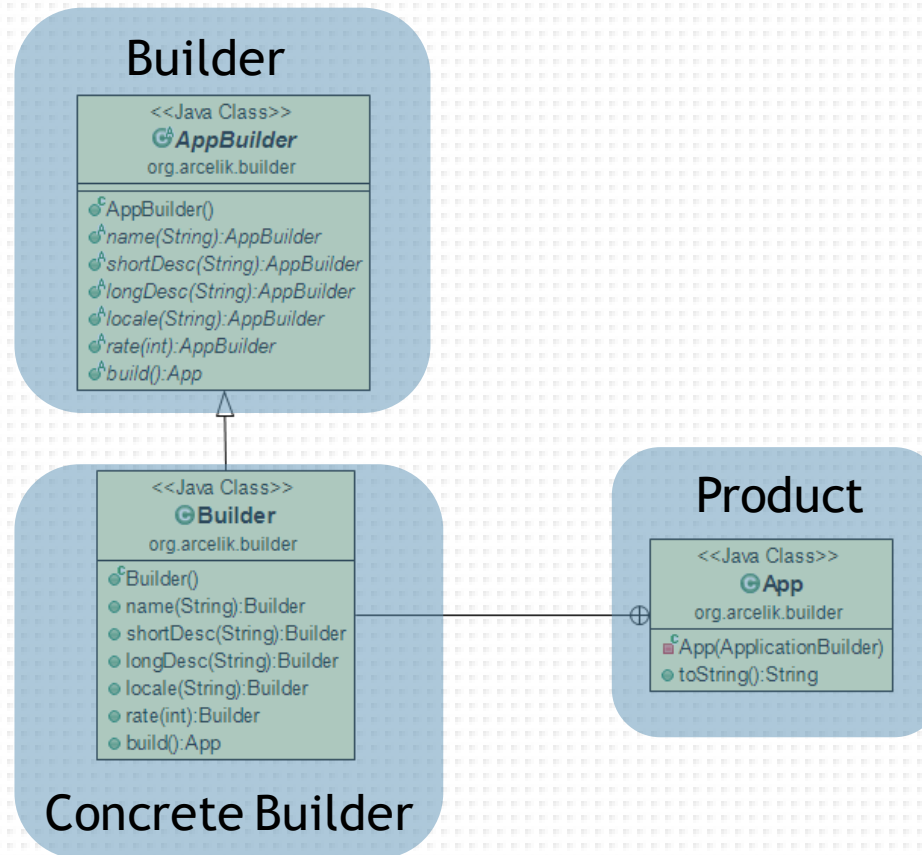 Builder
<<Java Class>>
AppBuilder
org.arcelik.builder
AppBuilder()
name(String):AppBuilder
shortDesc(String):AppBuilder
longDesc(String):AppBuilder
locale(String):AppBuilder
rate(int):AppBuilder
build():App
<<Java Class>>
Builder
org.arcelik.builder
Builder()
name(String):Builder
shortDesc(String):Builder
longDesc(String):Builder
locale(String):Builder
rate(int):Builder
build():App
Concrete Builder
Product
<<Java Class>>
App
org.arcelik.builder
App(ApplicationBuilder)
toString():String